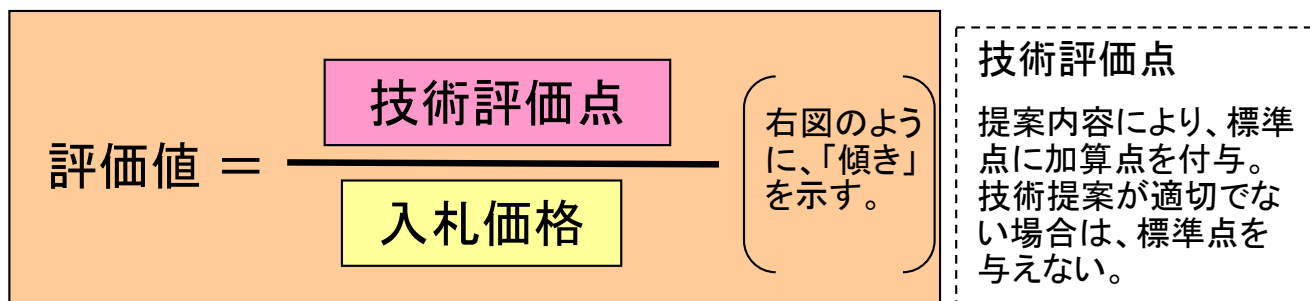 評価値 =
技術評価点
入札価格
右図のよう
に、「傾き」
を示す。
技術評価点
提案内容により、標準
点に加算点を付与。
技術提案が適切でな
い場合は、標準点を
与えない。